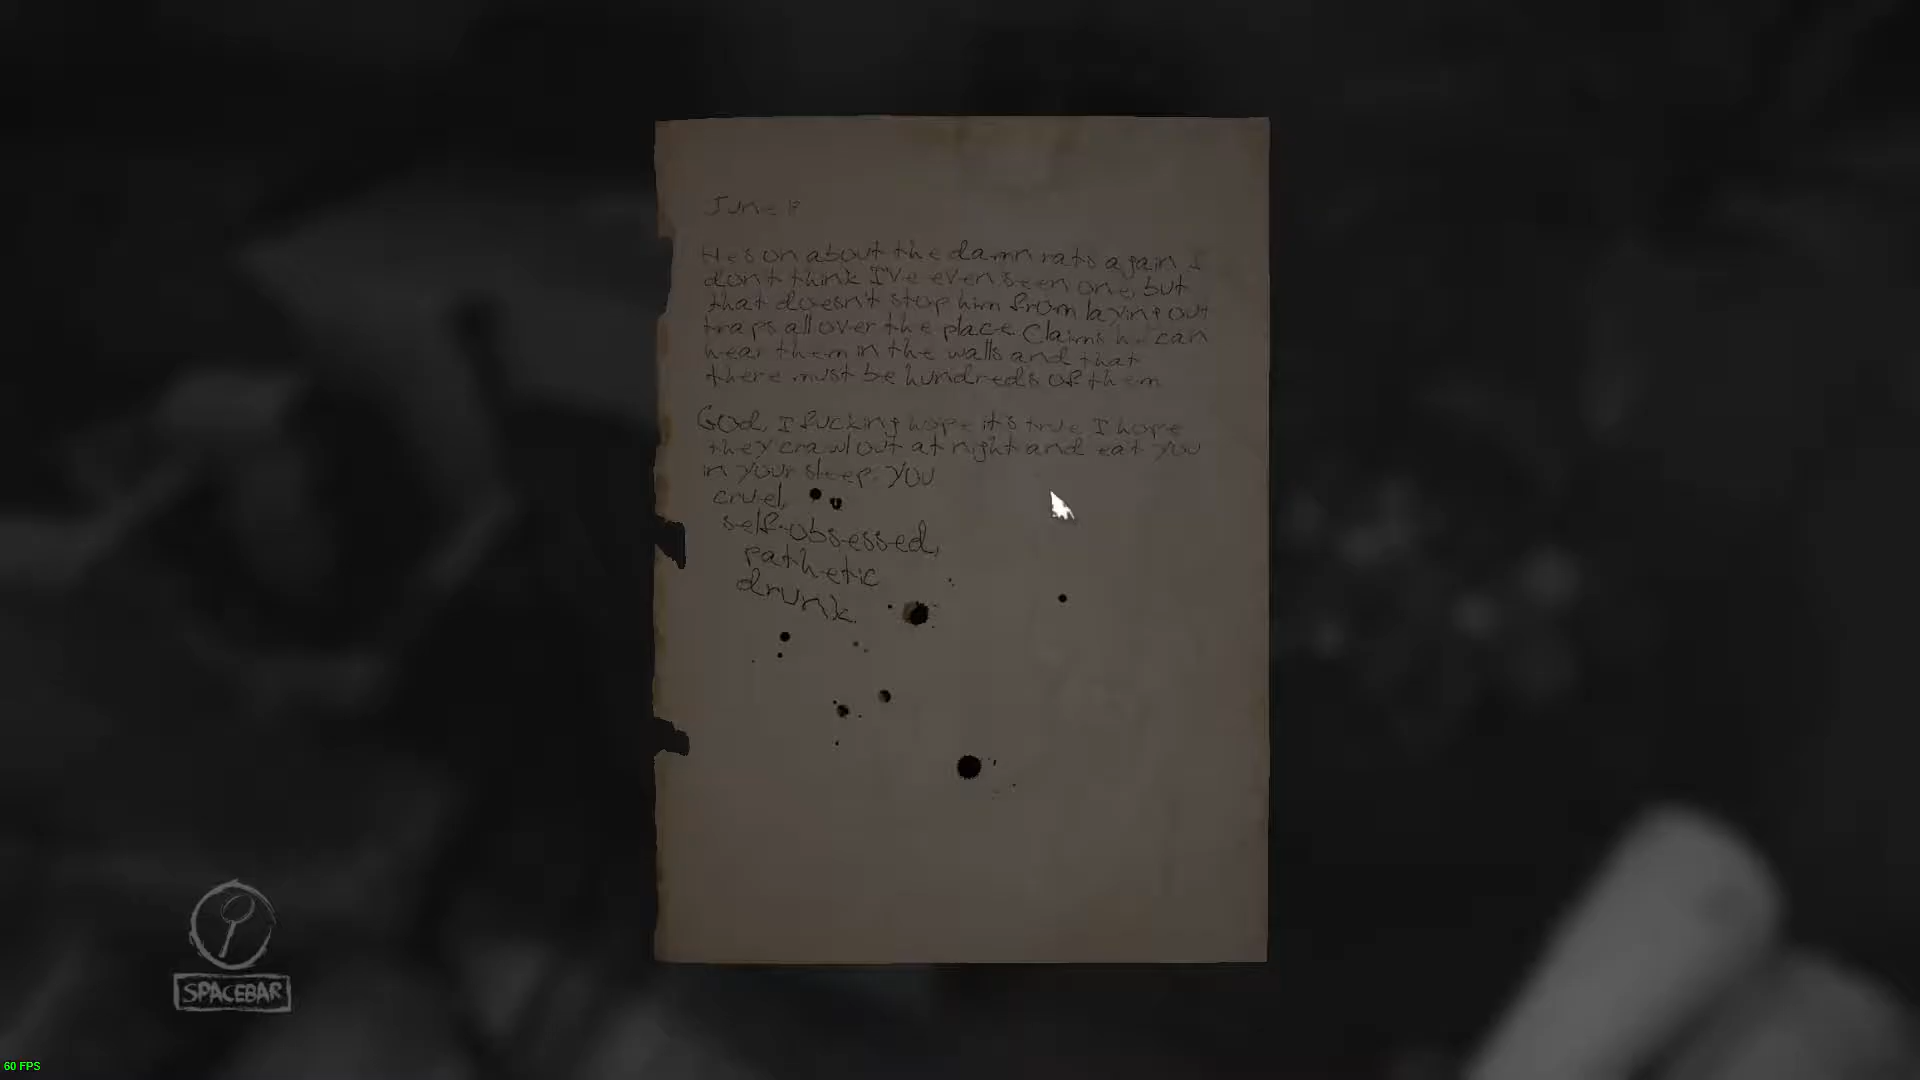 June
He's on about the damn rats again I
don't think I've even seen one, but
that doesn't stop him from laying out
traps all over the place. Claims he can
hear them in the walls and that
there must be hundreds of them
God, I fucking hope it's true I hope
they crawl out at night and eat you
in your sleep. You
cruel,
self-obsessed,
pathetic
drunk.
SPACEBAR
60 FPS